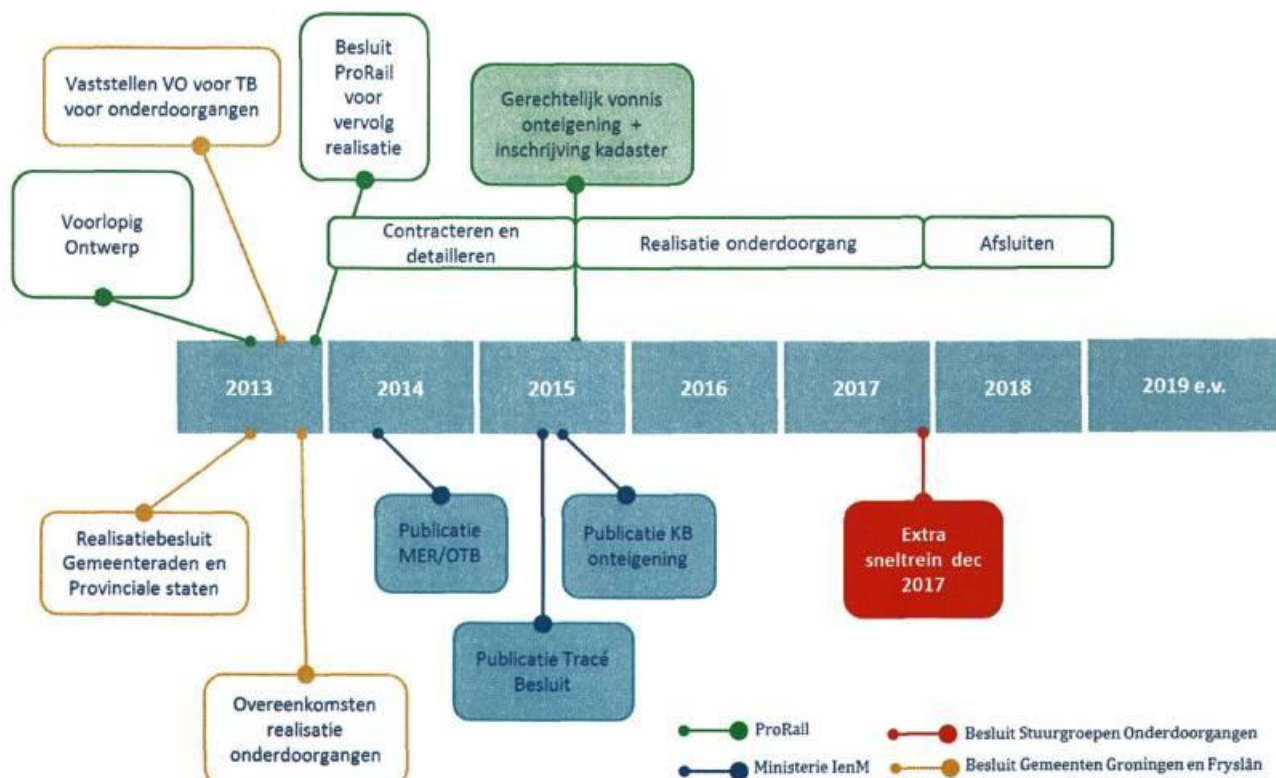 Vaststellen VO voor TB
voor onderdoorgangen
Besluit
ProRail
voor
vervolg
realisatie
Gerechtelijk vonnis
onteigening +
inschrijving kadaster
Voorlopig
Ontwerp
Contracteren en
detailleren
Realisatie onderdoorgang
Afsluiten
2013
2014
2015
2016
2017
2018
2019 e.v.
Realisatiebesluit
Gemeenteraden en
Provinciale staten
Publicatie
MER/OTB
Publicatie KB
onteigening
Extra
sneltrein dec
2017
Publicatie Tracé
Besluit
Overeenkomsten
realisatie
onderdoorgangen
ProRail
Besluit Stuurgroepen Onderdoorgangen
Ministerie IenM
Besluit Gemeenten Groningen en Fryslân